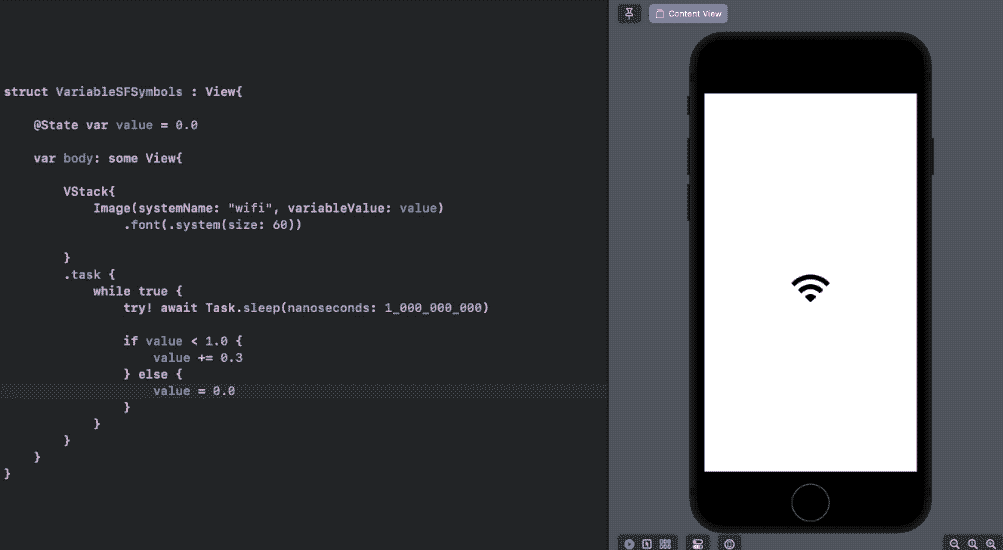 Content View
struct VariableSFSymbols : View{
@State var value = 0.0
var body: some View{
VStack{
Image(systemName: "wifi", variableValue: value)
.font(.system(size: 60))
}
.task {
while true {
try! await Task.sleep(nanoseconds: 1_000_000_000)
if value < 1.0 {
value += 0.3
} else {
value = 0.0
}
}
}
}
}